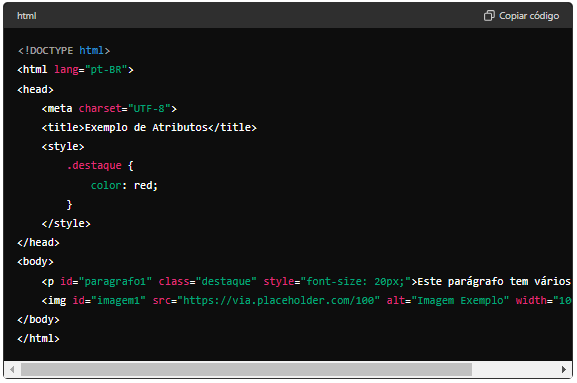 html Copiar código
<!DOCTYPE html>
<html lang="pt-BR">
<head>
    <meta charset="UTF-8">
    <title>Exemplo de Atributos</title>
    <style>
        .destaque {
            color: red;
        }
    </style>
</head>
<body>
    <p id="paragrafo1" class="destaque" style="font-size: 20px;">Este parágrafo tem vários
    <img id="imagem1" src="https://via.placeholder.com/100" alt="Imagem Exemplo" width="10
</body>
</html>